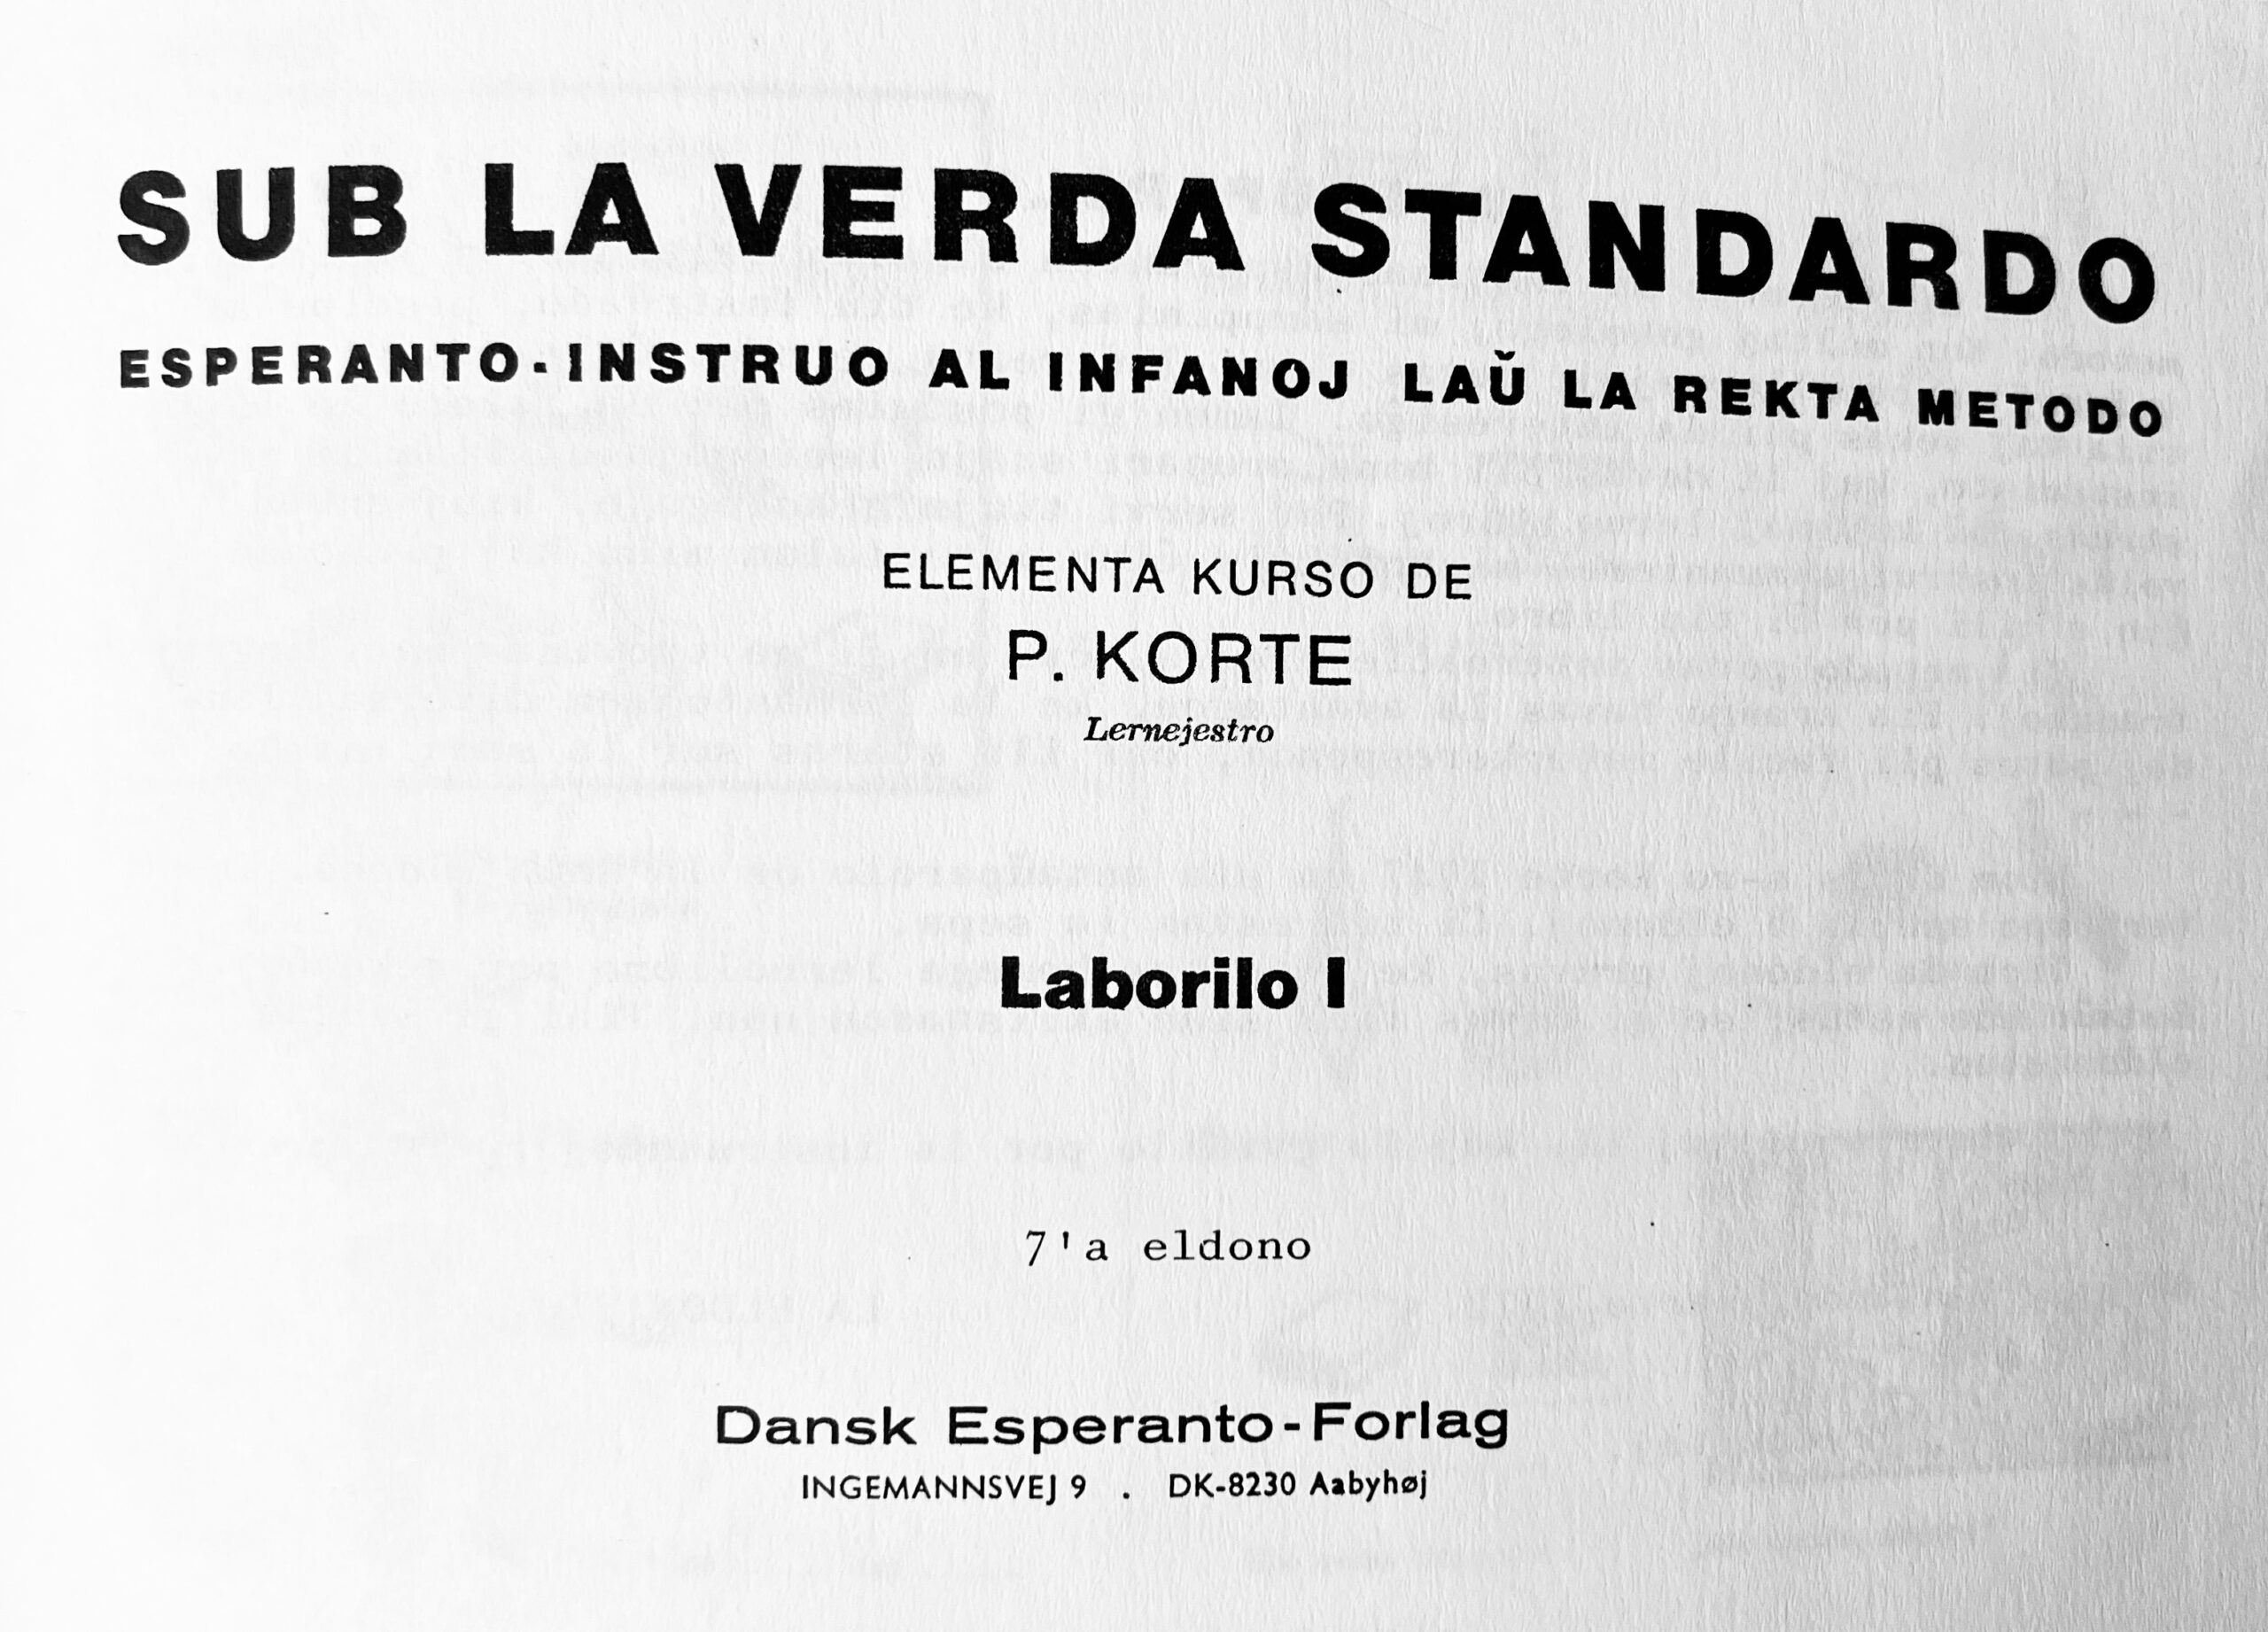 SUB LA VERDA STANDARDO
ESPERANTO-INSTRUO AL INFANOJ LAŬ LA REKTA METODO
ELEMENTA KURSO DE
P. KORTE
Lernejestro
Laborilo I
7'a eldono
Dansk Esperanto-Forlag
INGEMANNSVEJ 9 . DK-8230 Aabyhøj